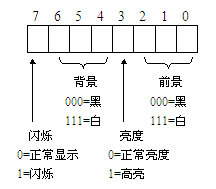 7 6 5 4 3 2 1 0
背景 前景
000=黑 000=黑
111=白 111=白
闪烁 亮度
0=正常显示 0=正常亮度
1=闪烁 1=高亮